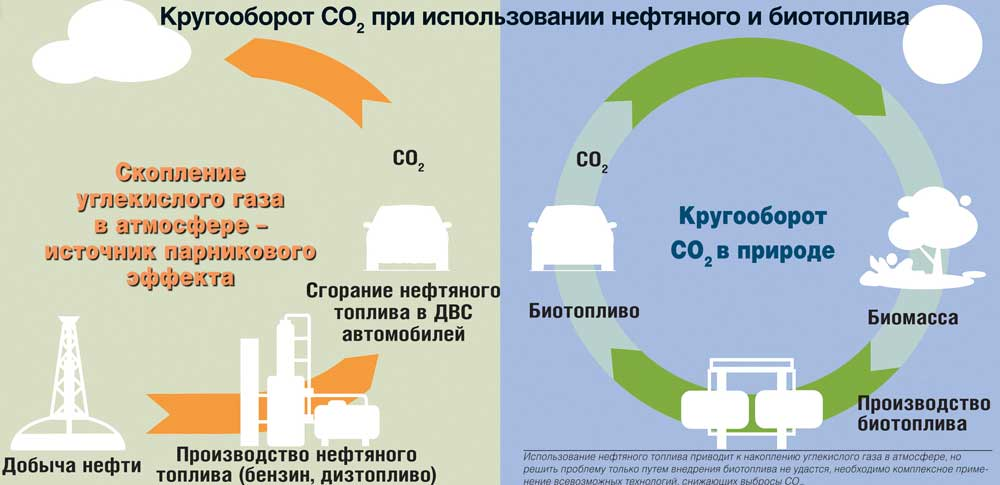 Кругооборот CO₂ при использовании нефтяного и биотоплива
CO₂
Скопление
углекислого газа
в атмосфере –
источник парникового
эффекта
Сгорание нефтяного
топлива в ДВС
автомобилей
Добыча нефти
Производство нефтяного
топлива (бензин, дизтопливо)
CO₂
Кругооборот
CO₂ в природе
Биотопливо
Биомасса
Производство
биотоплива
Использование нефтяного топлива приводит к накоплению углекислого газа в атмосфере, но
решить проблему только путем внедрения биотоплива не удастся, необходимо комплексное приме-
нение всевозможных технологий, снижающих выбросы CO₂.